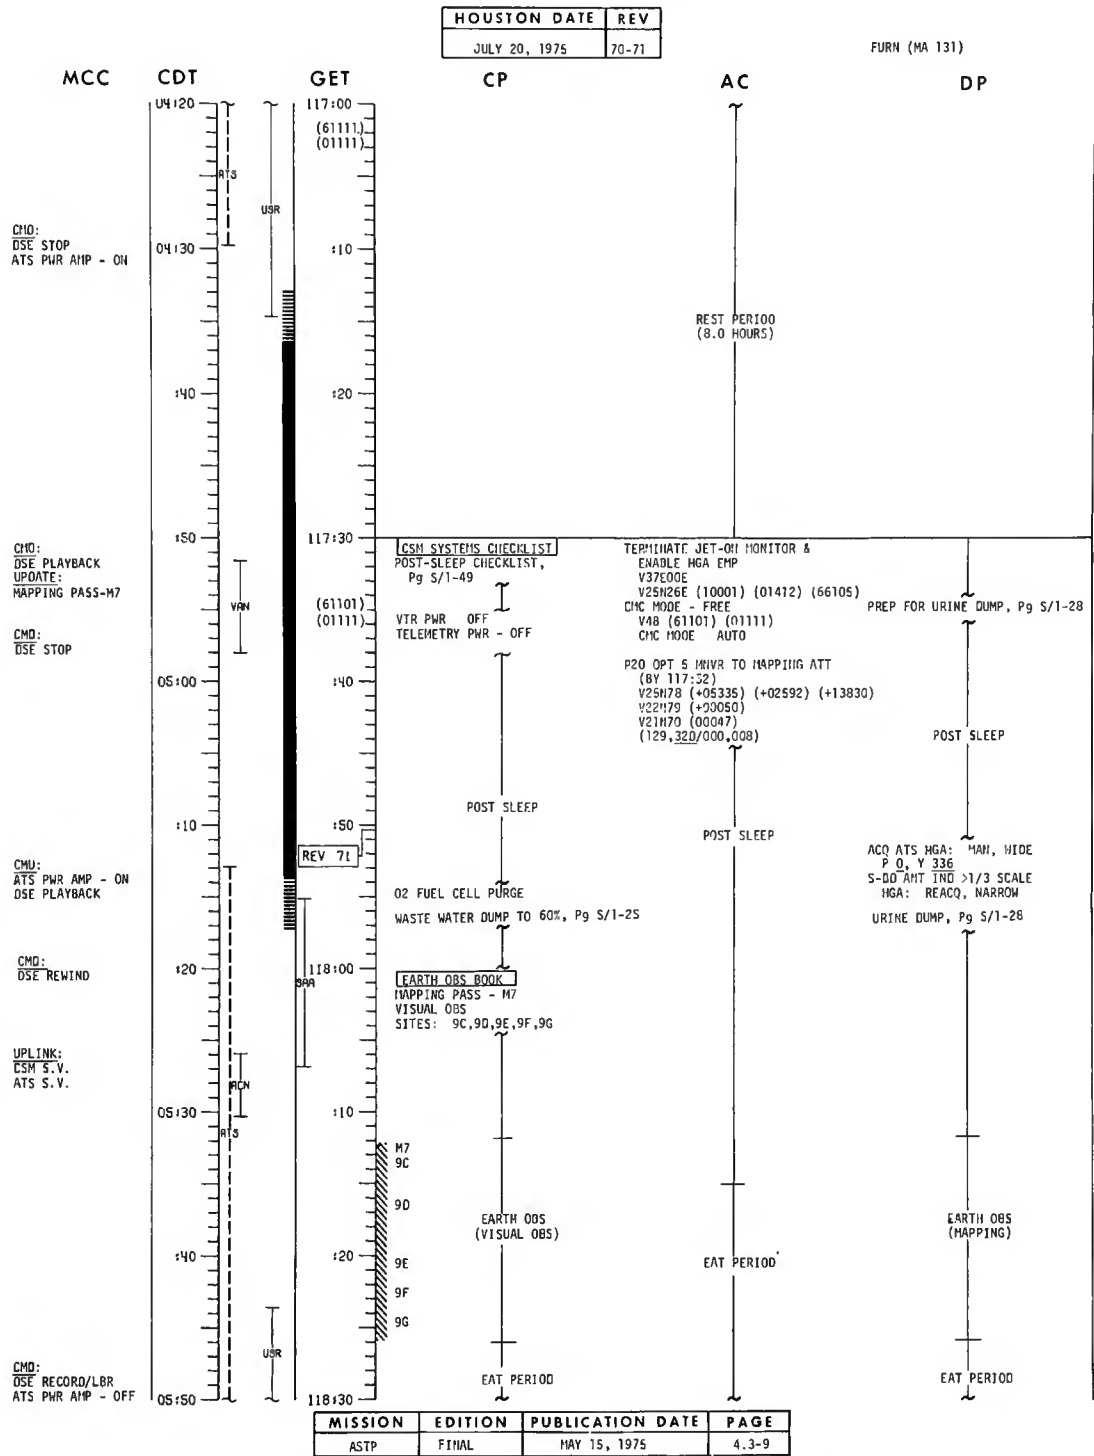 HOUSTON DATE REV
JULY 20, 1975 70-71
FURN (MA 131)
MCC CDT GET CP AC DP
04:20 117:00
(61111)
(01111)
ATS
USR
CMD:
DSE STOP
ATS PWR AMP - ON
04:30 :10
REST PERIOD
(8.0 HOURS)
:40 :20
:50 117:30
CMD:
DSE PLAYBACK
UPDATE:
MAPPING PASS-M7
VAN
CMD:
DSE STOP
(61101)
(01111)
CSM SYSTEMS CHECKLIST
POST-SLEEP CHECKLIST,
Pg S/1-49
VTR PWR OFF
TELEMETRY PWR - OFF
TERMINATE JET-ON MONITOR &
ENABLE HGA EMP
V37E00E
V25N26E (10001) (01412) (66105)
CMC MODE - FREE
V48 (61101) (01111)
CMC MODE AUTO
PREP FOR URINE DUMP, Pg S/1-28
P20 OPT 5 MNVR TO MAPPING ATT
(BY 117:52)
V25N78 (+05335) (+02592) (+13830)
V22N79 (+00050)
V21N70 (00047)
(129,320/000,008)
05:00 :40
POST SLEEP
POST SLEEP
POST SLEEP
:10 :50
REV 71
CMD:
ATS PWR AMP - ON
DSE PLAYBACK
O2 FUEL CELL PURGE
WASTE WATER DUMP TO 60%, Pg S/1-25
ACQ ATS HGA: MAN, WIDE
P 0, Y 336
S-BD ANT IND >1/3 SCALE
HGA: REACQ, NARROW
URINE DUMP, Pg S/1-28
CMD:
DSE REWIND
:20 118:00
SAA
EARTH OBS BOOK
MAPPING PASS - M7
VISUAL OBS
SITES: 9C,9D,9E,9F,9G
UPLINK:
CSM S.V.
ATS S.V.
ACN
05:30 :10
ATS
M7
9C
9D
EARTH OBS
(VISUAL OBS)
EARTH OBS
(MAPPING)
:40 :20
9E
9F
9G
EAT PERIOD
USR
CMD:
DSE RECORD/LBR
ATS PWR AMP - OFF
EAT PERIOD
EAT PERIOD
05:50 118:30
MISSION EDITION PUBLICATION DATE PAGE
ASTP FINAL MAY 15, 1975 4.3-9